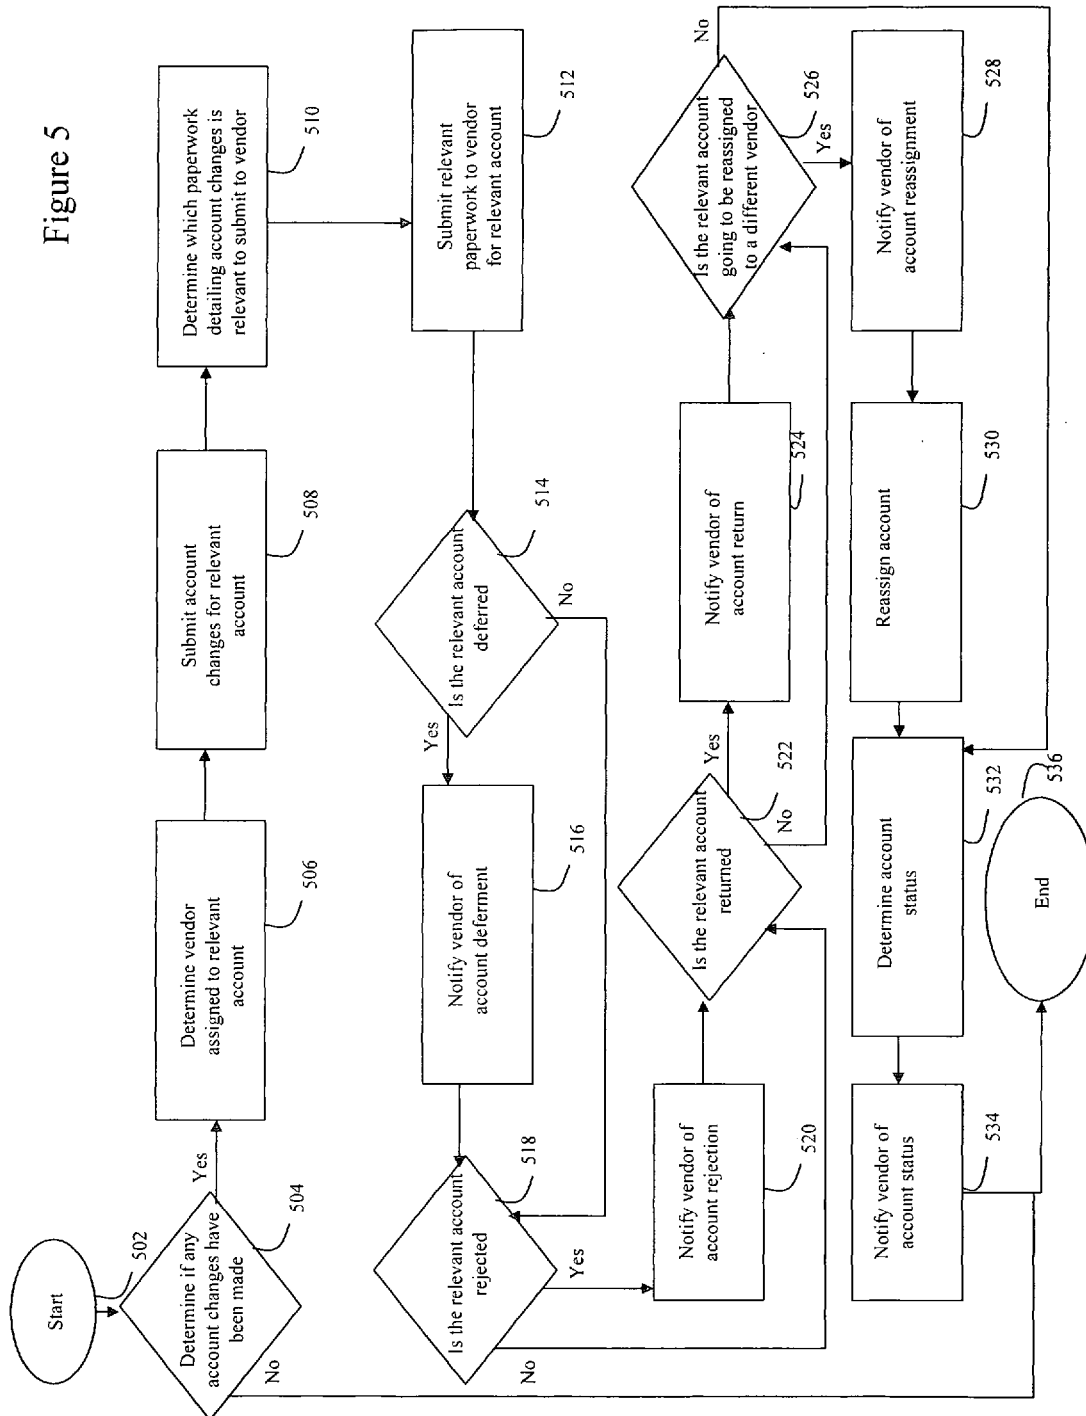 Figure 5
Start
502
Determine if any
account changes have
been made
504
Yes
No
Determine vendor
assigned to relevant
account
506
Submit account
changes for relevant
account
508
Determine which paperwork
detailing account changes is
relevant to submit to vendor
510
Submit relevant
paperwork to vendor
for relevant account
512
Is the relevant account
deferred
514
Yes
No
Notify vendor of
account deferment
516
Is the relevant account
rejected
518
Yes
No
Notify vendor of
account rejection
520
Is the relevant account
returned
522
Yes
No
Notify vendor of
account return
524
Is the relevant account
going to be reassigned
to a different vendor
526
No
Yes
Notify vendor of
account reassignment
528
Reassign account
530
Determine account
status
532
Notify vendor of
account status
534
End
536